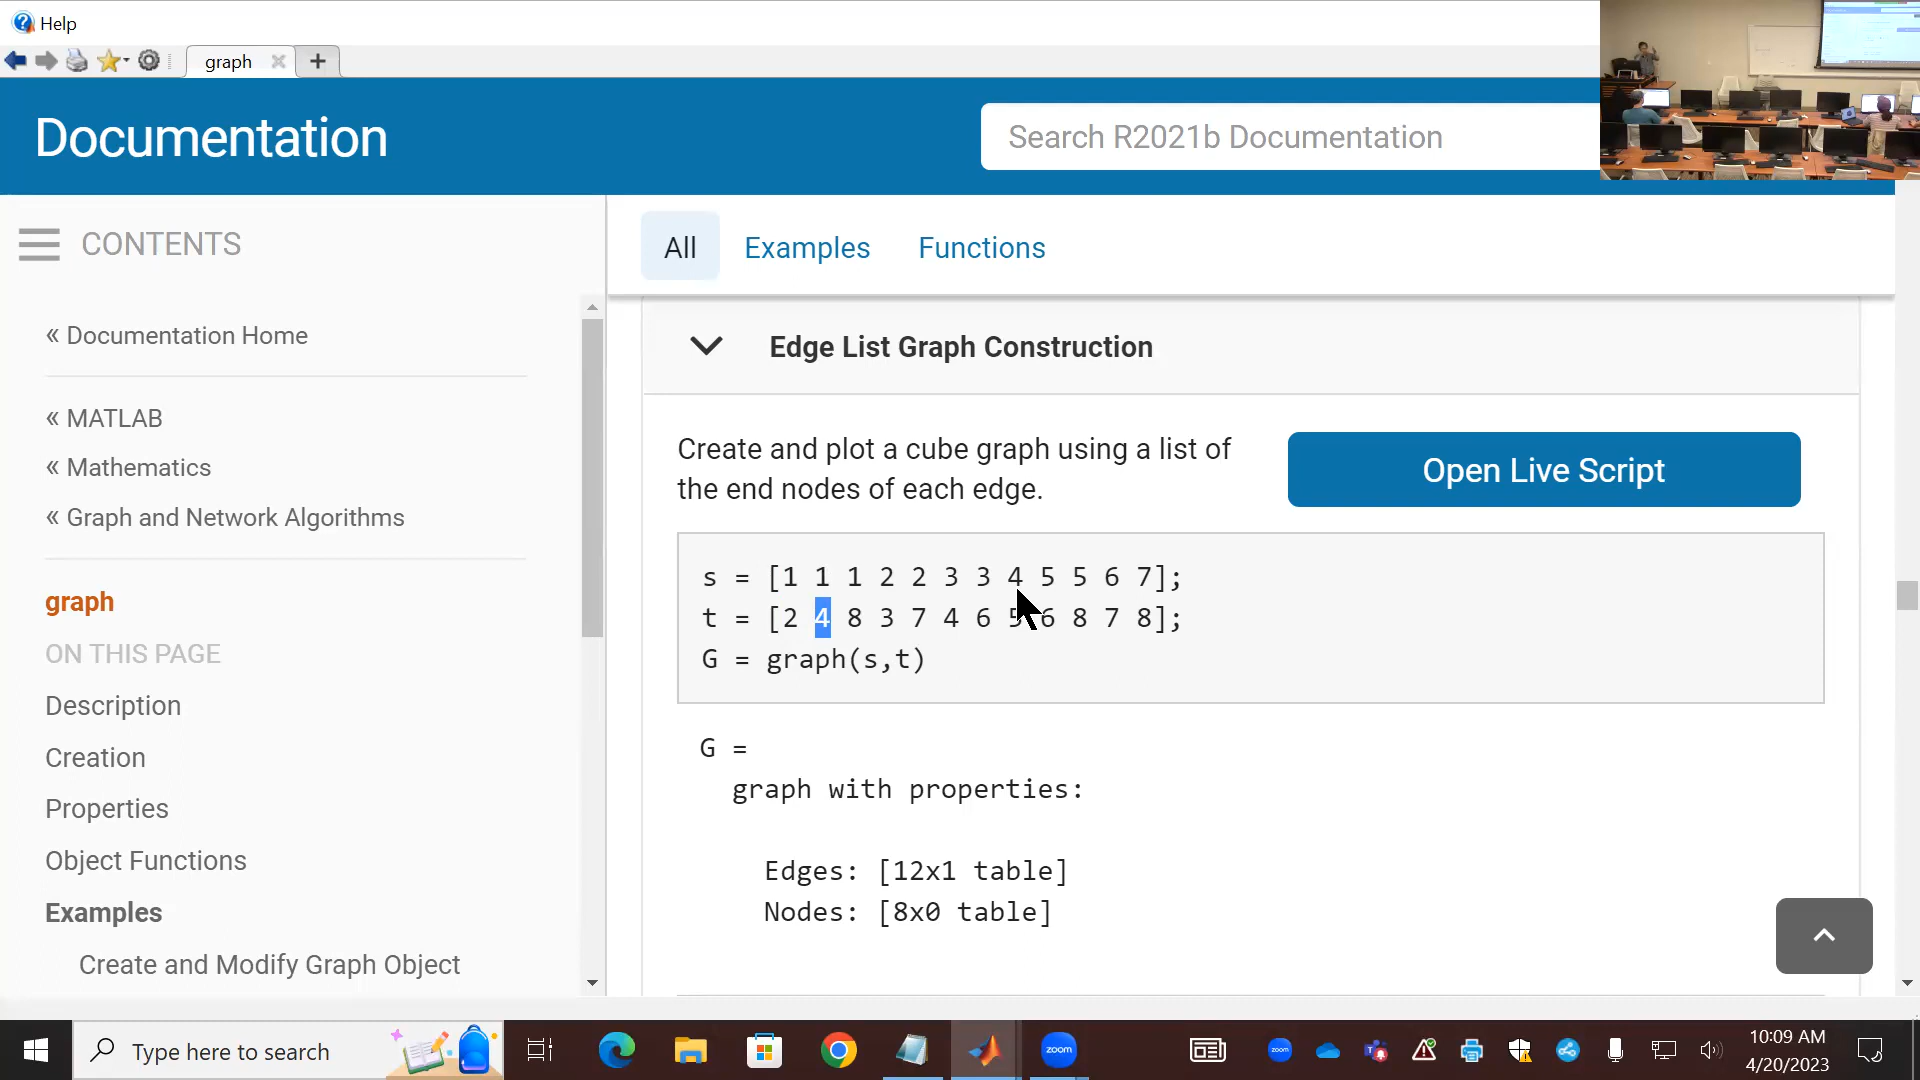 Help
graph
Documentation
Search R2021b Documentation
CONTENTS
All
Examples
Functions
« Documentation Home
« MATLAB
« Mathematics
« Graph and Network Algorithms
graph
ON THIS PAGE
Description
Creation
Properties
Object Functions
Examples
Create and Modify Graph Object
Edge List Graph Construction
Create and plot a cube graph using a list of
the end nodes of each edge.
Open Live Script
s = [1 1 1 2 2 3 3 4 5 5 6 7];
t = [2 4 8 3 7 4 6 5 6 8 7 8];
G = graph(s,t)
G =
graph with properties:
Edges: [12x1 table]
Nodes: [8x0 table]
Type here to search
zoom
zoom
10:09 AM
4/20/2023